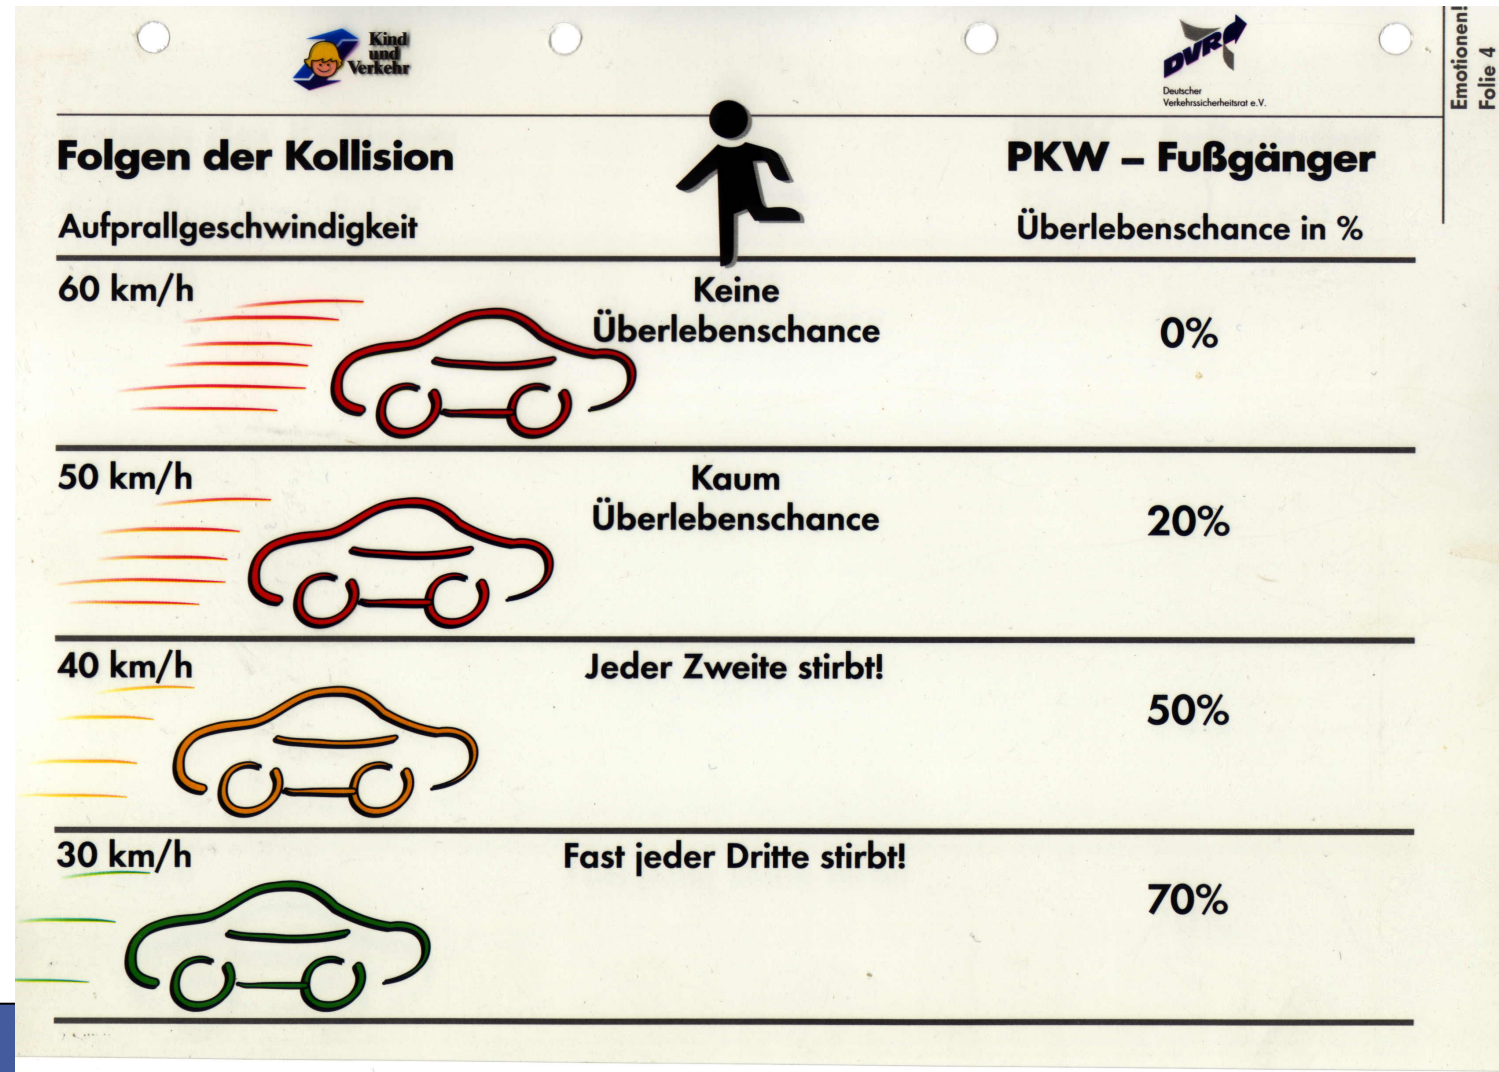 Kind
und
Verkehr
DVR
Deutscher
Verkehrssicherheitsrat e.V.
Emotionen!
Folie 4
Folgen der Kollision
PKW – Fußgänger
Aufprallgeschwindigkeit
Überlebenschance in %
60 km/h
Keine
Überlebenschance
0%
50 km/h
Kaum
Überlebenschance
20%
40 km/h
Jeder Zweite stirbt!
50%
30 km/h
Fast jeder Dritte stirbt!
70%